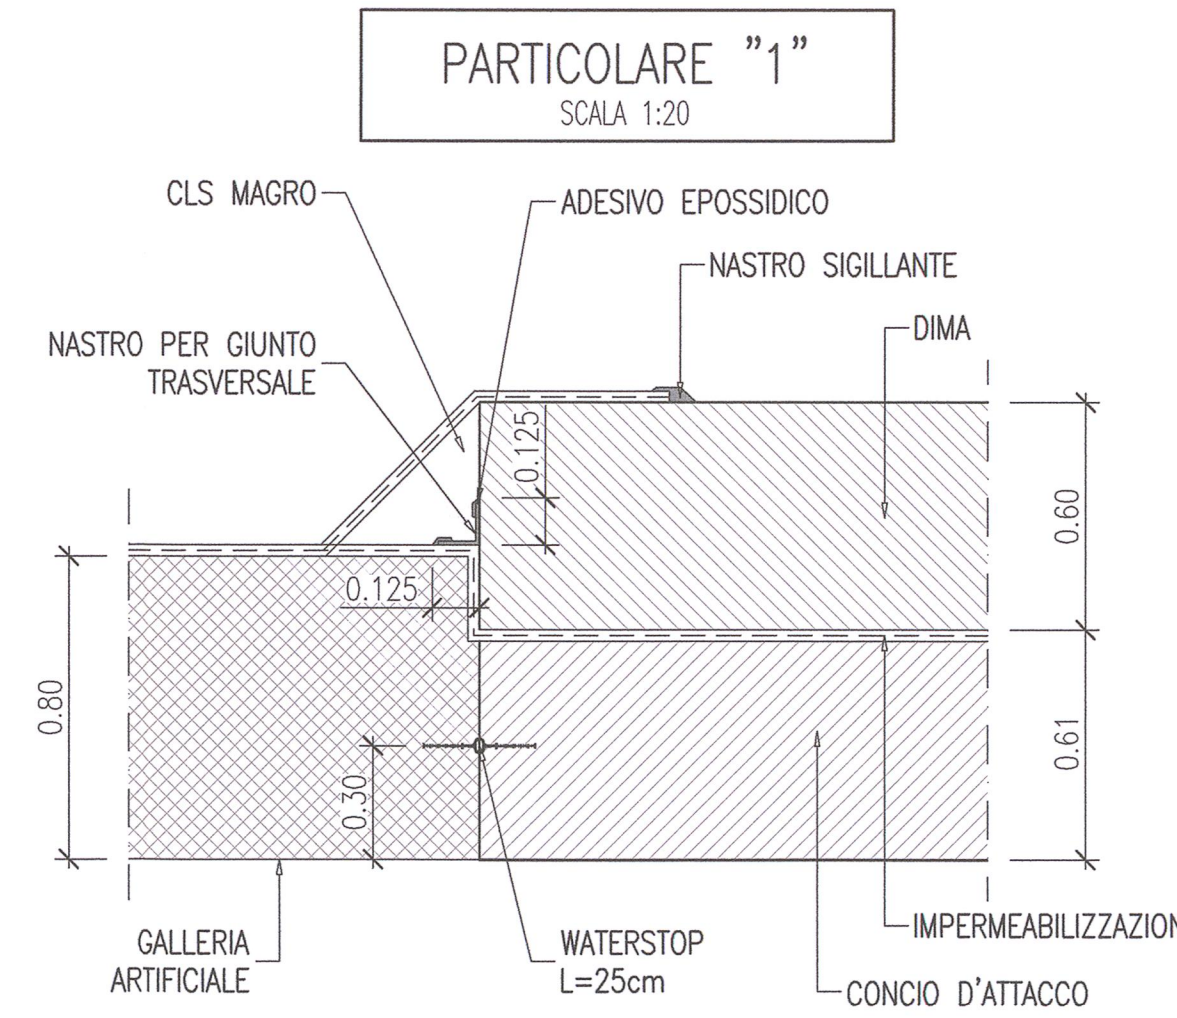 PARTICOLARE "1"
SCALA 1:20
CLS MAGRO
ADESIVO EPOSSIDICO
NASTRO SIGILLANTE
NASTRO PER GIUNTO
TRASVERSALE
DIMA
0.125
0.60
0.125
0.80
0.30
0.61
GALLERIA
ARTIFICIALE
WATERSTOP
L=25cm
IMPERMEABILIZZAZION
CONCIO D'ATTACCO